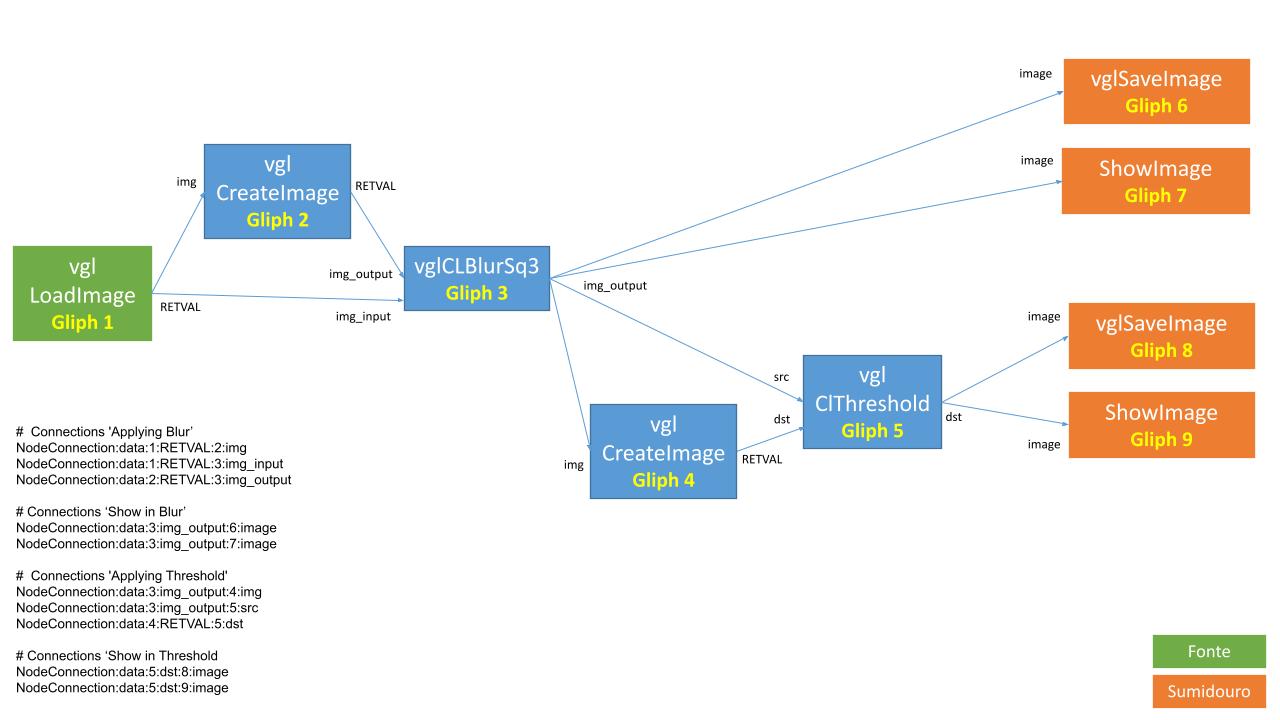 image
vglSaveImage
Gliph 6
image
ShowImage
Gliph 7
vgl
CreateImage
Gliph 2
img
RETVAL
vgl
LoadImage
Gliph 1
RETVAL
img_output
img_input
vglCLBlurSq3
Gliph 3
img_output
image
vglSaveImage
Gliph 8
src
dst
vgl
ClThreshold
Gliph 5
dst
ShowImage
Gliph 9
image
vgl
CreateImage
Gliph 4
img
RETVAL
#  Connections 'Applying Blur’
NodeConnection:data:1:RETVAL:2:img
NodeConnection:data:1:RETVAL:3:img_input
NodeConnection:data:2:RETVAL:3:img_output
# Connections ‘Show in Blur’
NodeConnection:data:3:img_output:6:image
NodeConnection:data:3:img_output:7:image
#  Connections 'Applying Threshold'
NodeConnection:data:3:img_output:4:img
NodeConnection:data:3:img_output:5:src
NodeConnection:data:4:RETVAL:5:dst
# Connections ‘Show in Threshold
NodeConnection:data:5:dst:8:image
NodeConnection:data:5:dst:9:image
Fonte
Sumidouro